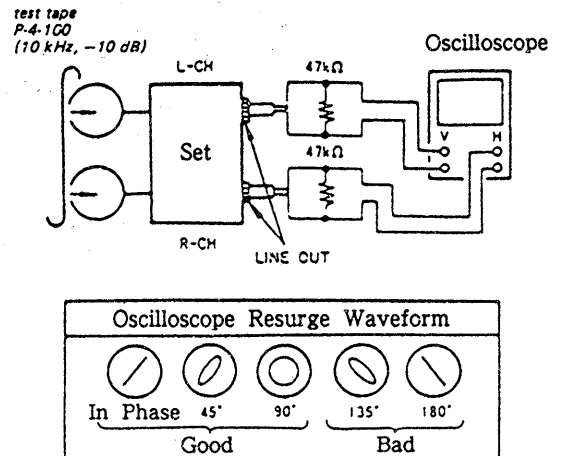 test tape
P-4-100
(10 kHz, −10 dB)
Oscilloscope
L-CH
47kΩ
V
H
Set
47kΩ
R-CH
LINE OUT
Oscilloscope Resurge Waveform
In Phase 45° 90° 135° 180°
Good Bad